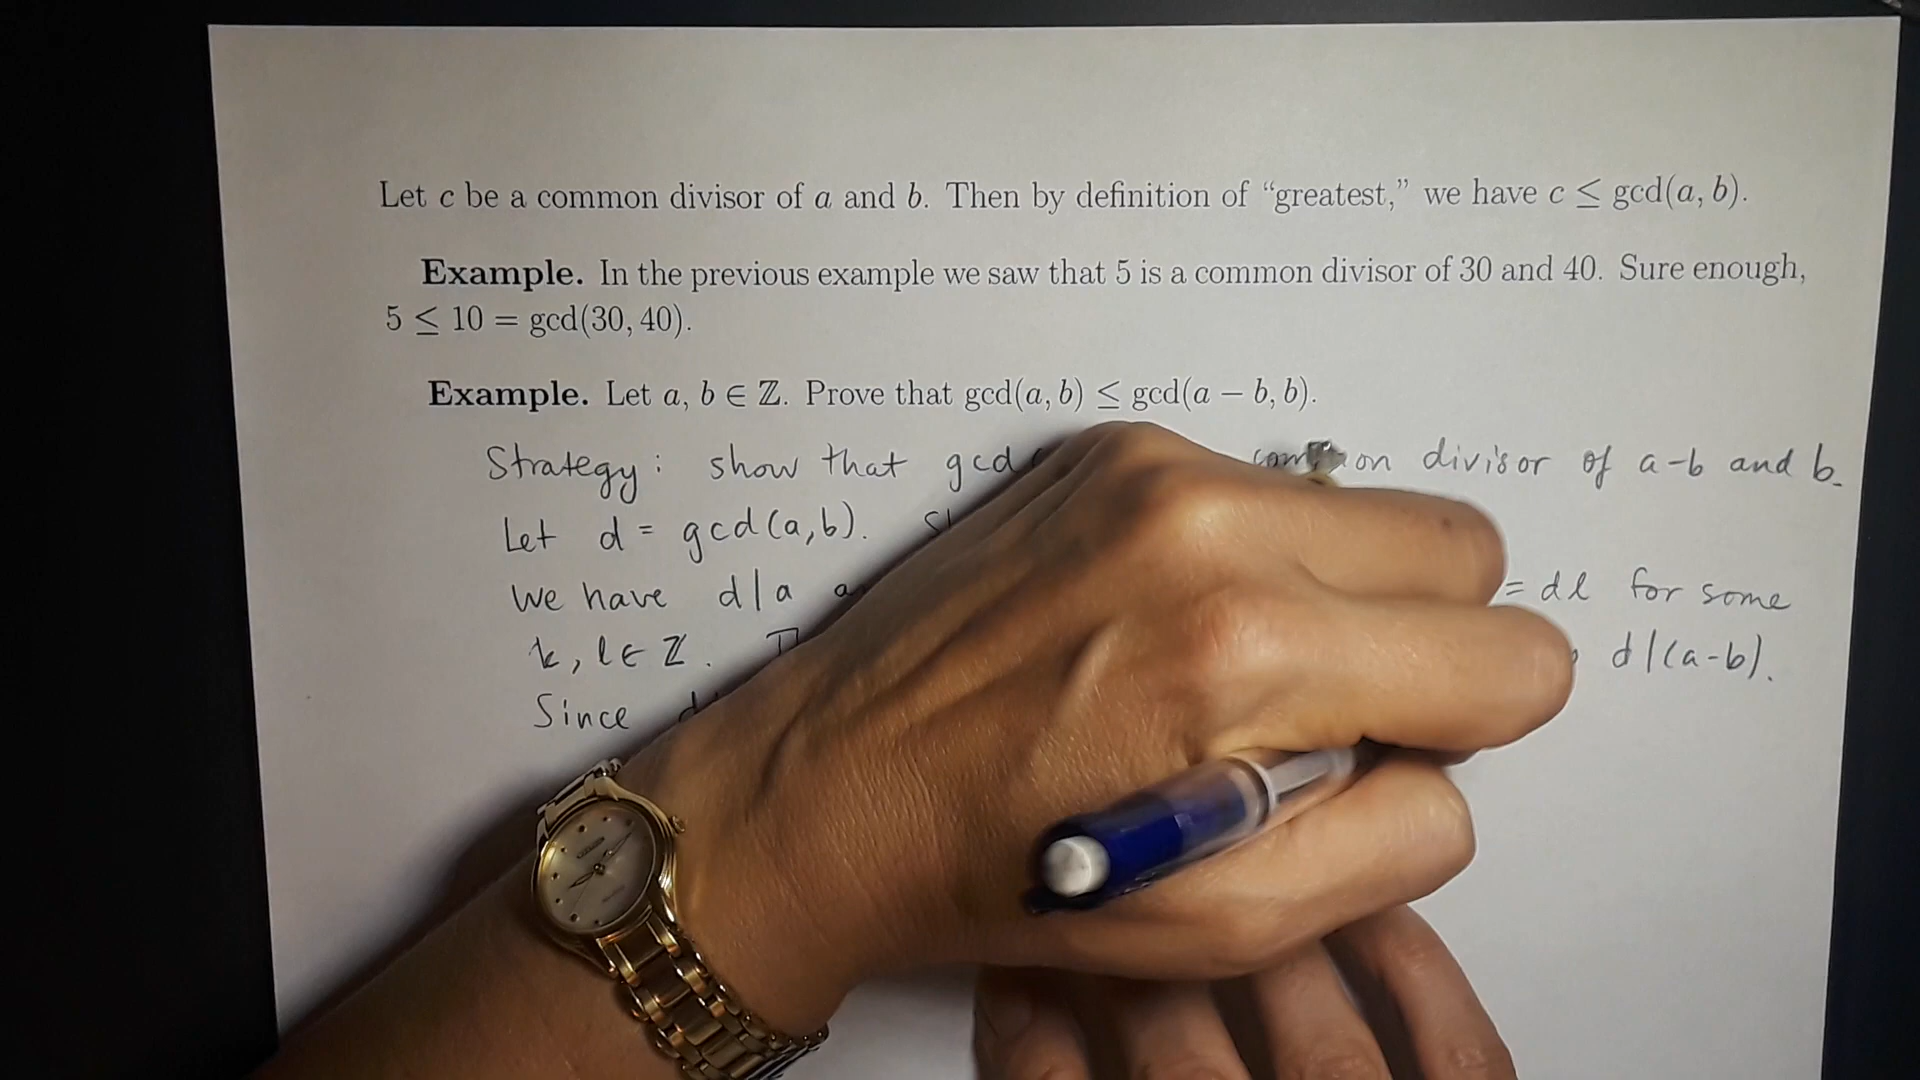 Let c be a common divisor of a and b. Then by definition of “greatest,” we have c ≤ gcd(a, b).
Example. In the previous example we saw that 5 is a common divisor of 30 and 40. Sure enough,
5 ≤ 10 = gcd(30, 40).
Example. Let a, b ∈ ℤ. Prove that gcd(a, b) ≤ gcd(a − b, b).
Strategy: show that gcd divisor of a-b and b.
Let d = gcd(a,b).
We have d|a = dl for some
k, l ∈ ℤ. d|(a-b).
Since